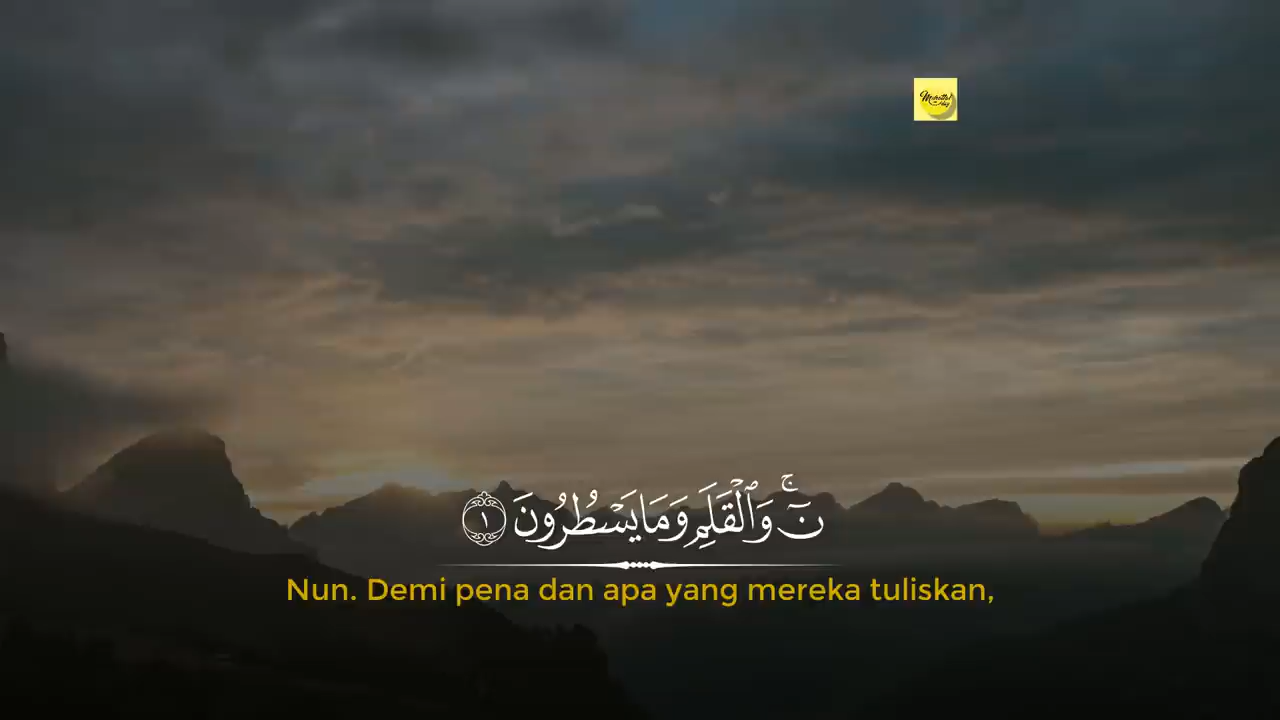 نٓ ۚ وَٱلْقَلَمِ وَمَا يَسْطُرُونَ ١
Nun. Demi pena dan apa yang mereka tuliskan,